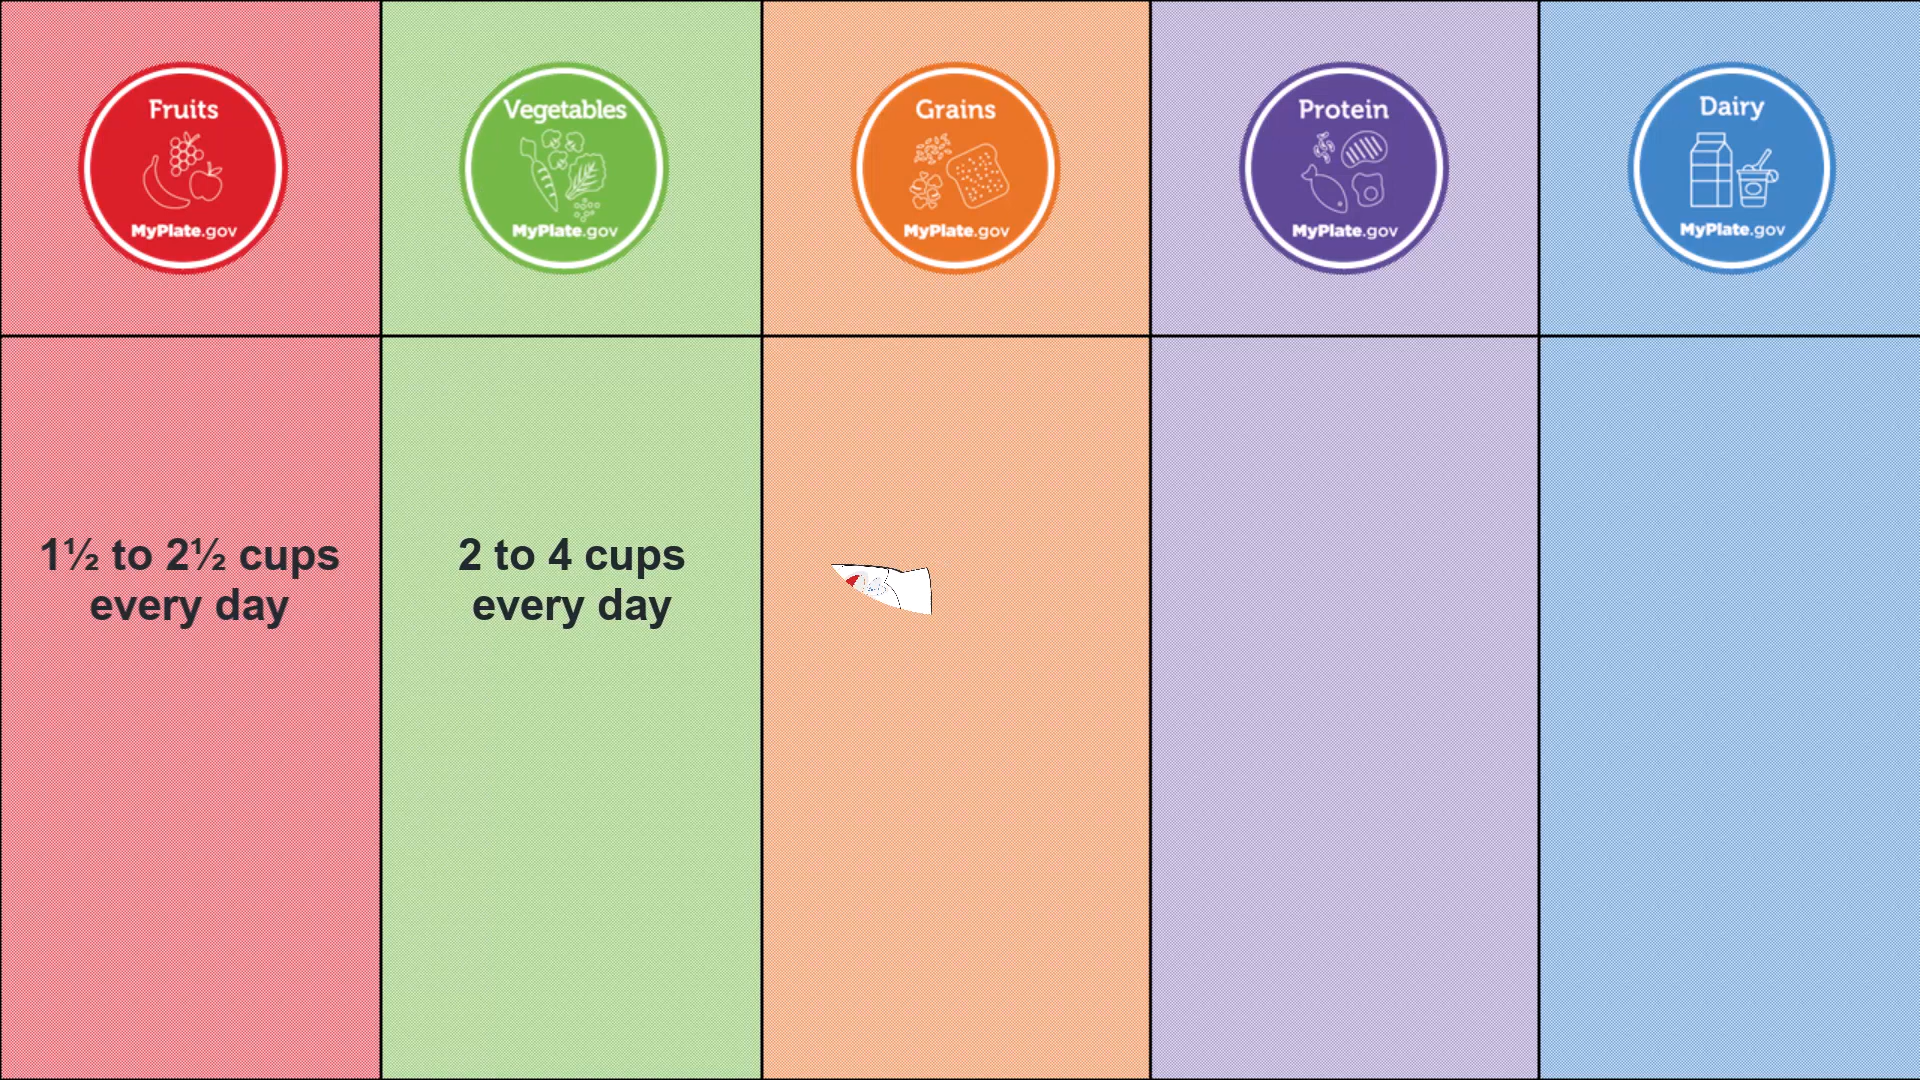 Fruits
MyPlate.gov
Vegetables
MyPlate.gov
Grains
MyPlate.gov
Protein
MyPlate.gov
Dairy
MyPlate.gov
1½ to 2½ cups
every day
2 to 4 cups
every day